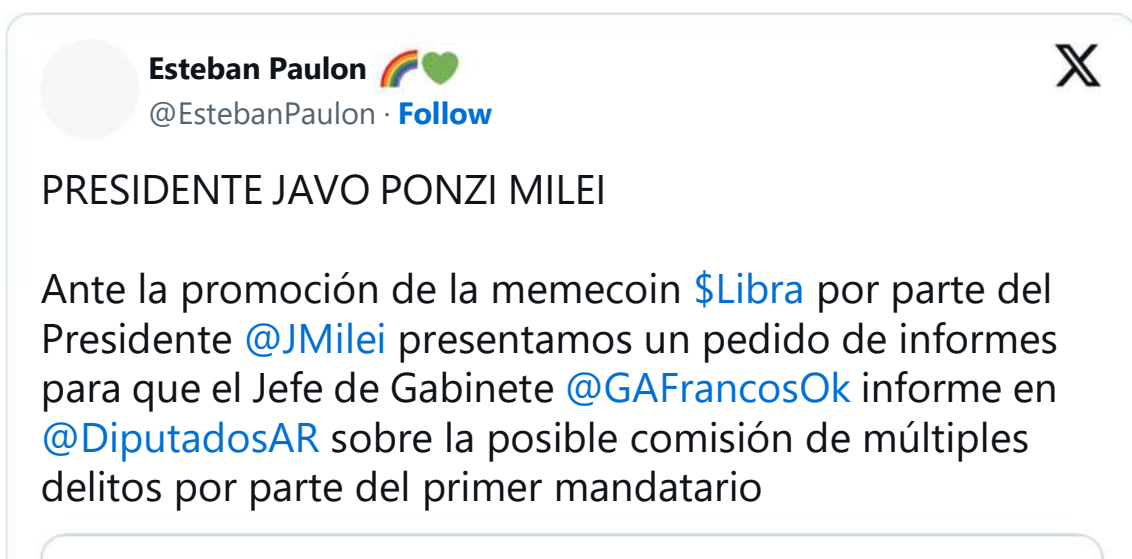 Esteban Paulon 🌈💚
@EstebanPaulon · Follow
X
PRESIDENTE JAVO PONZI MILEI
Ante la promoción de la memecoin $Libra por parte del
Presidente @JMilei presentamos un pedido de informes
para que el Jefe de Gabinete @GAFrancosOk informe en
@DiputadosAR sobre la posible comisión de múltiples
delitos por parte del primer mandatario